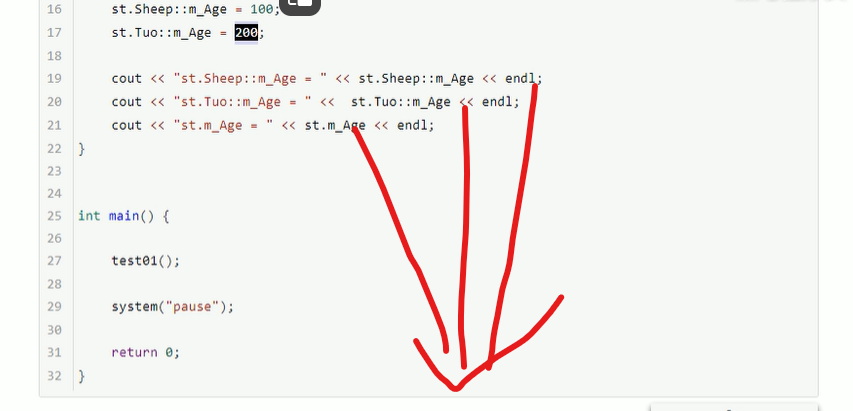 16 st.Sheep::m_Age = 100;
17 st.Tuo::m_Age = 200;
18
19 cout << "st.Sheep::m_Age = " << st.Sheep::m_Age << endl;
20 cout << "st.Tuo::m_Age = " <<  st.Tuo::m_Age << endl;
21 cout << "st.m_Age = " << st.m_Age << endl;
22 }
23
24
25 int main() {
26
27 test01();
28
29 system("pause");
30
31 return 0;
32 }